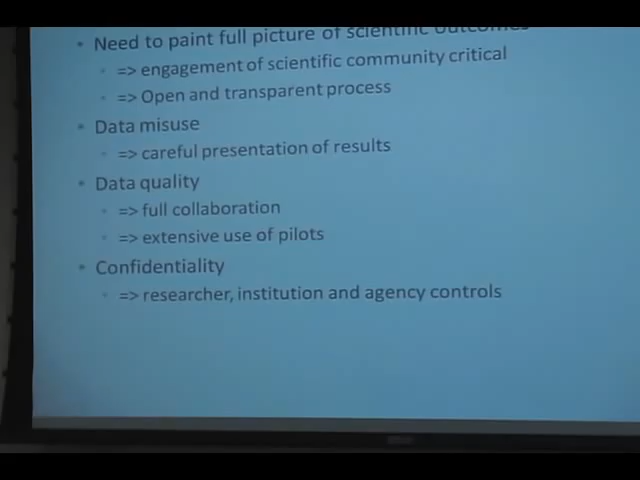 • Need to paint full picture of scientific outcomes
• => engagement of scientific community critical
• => Open and transparent process
• Data misuse
• => careful presentation of results
• Data quality
• => full collaboration
• => extensive use of pilots
• Confidentiality
• => researcher, institution and agency controls